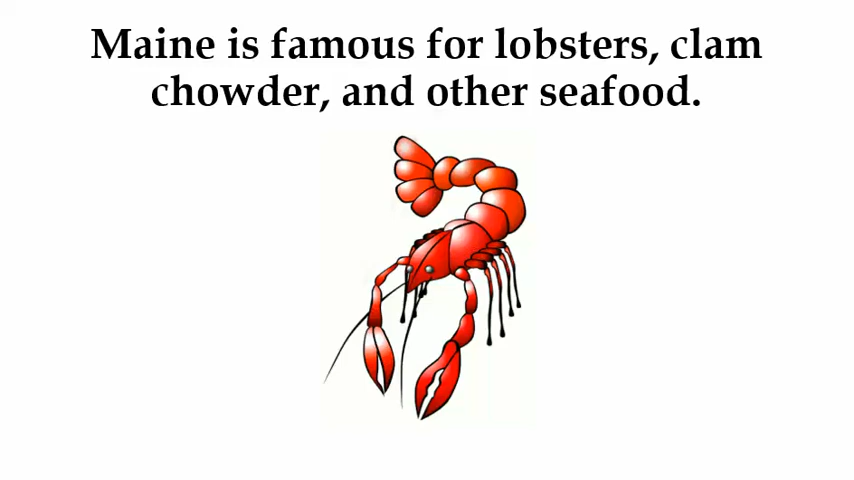 Maine is famous for lobsters, clam
chowder, and other seafood.